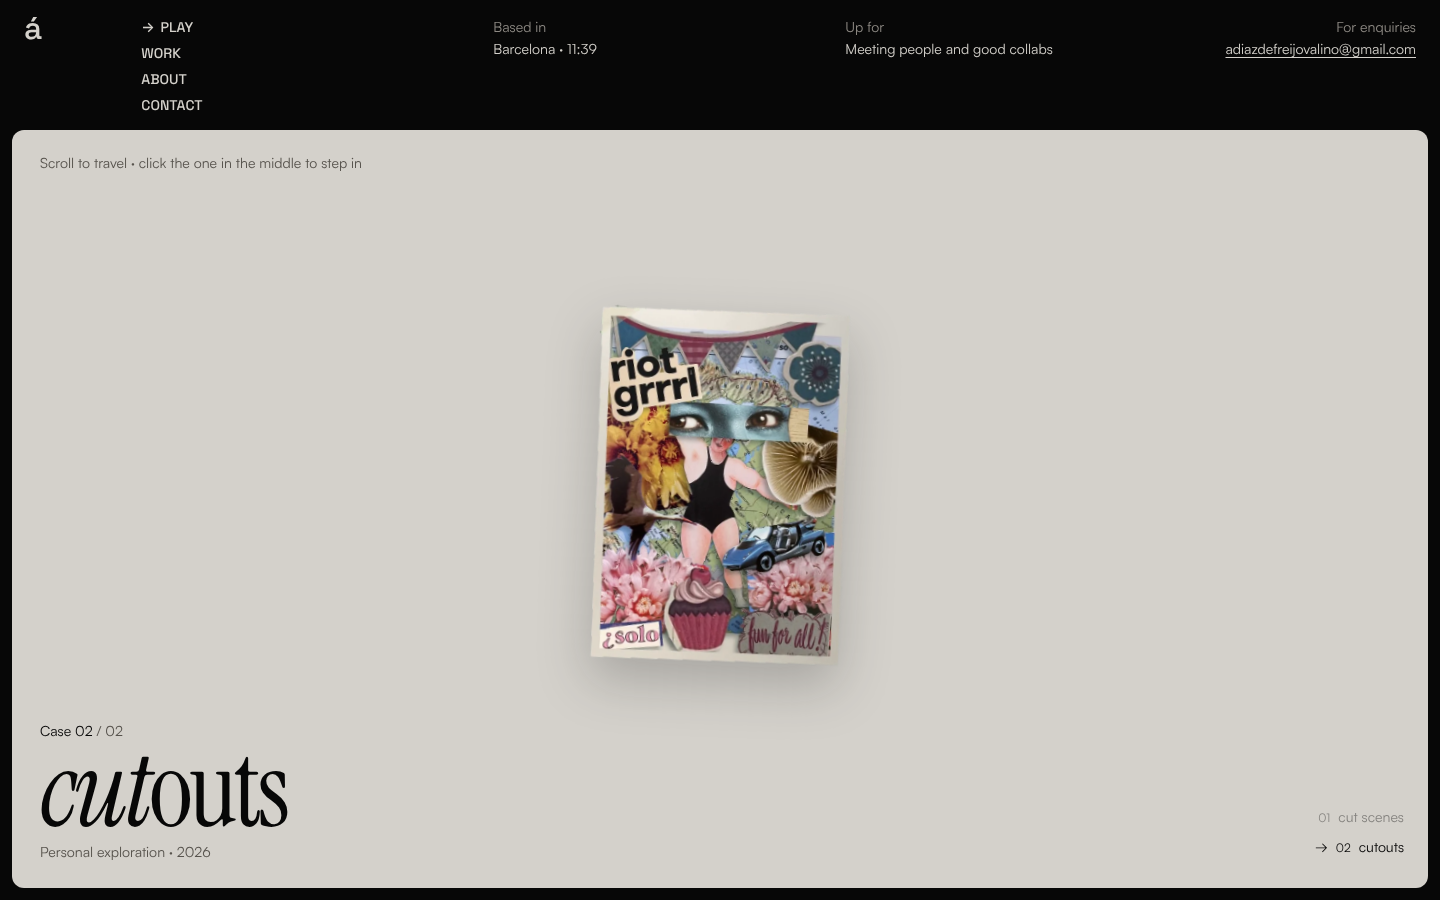 á
→ PLAY
WORK
ABOUT
CONTACT
Based in
Barcelona · 11:39
Up for
Meeting people and good collabs
For enquiries
adiazdefreijovalino@gmail.com
Scroll to travel · click the one in the middle to step in
riot
grrrl
¿solo
fun for all!
Case 02 / 02
cutouts
Personal exploration · 2026
01 cut scenes
→ 02 cutouts